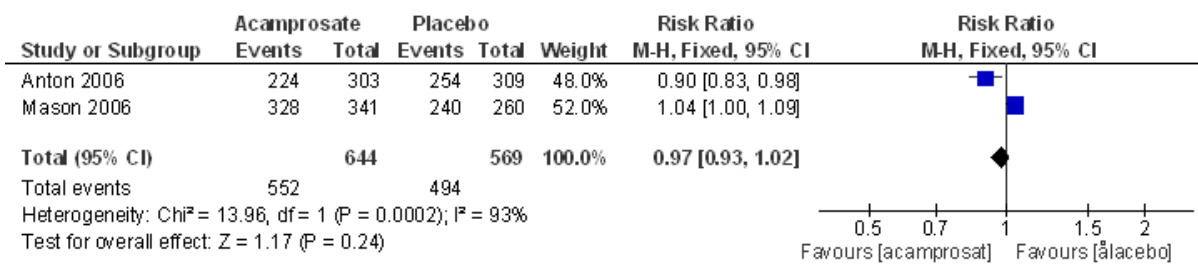 Acamprosate Placebo Risk Ratio Risk Ratio
Study or Subgroup Events Total Events Total Weight M-H, Fixed, 95% CI M-H, Fixed, 95% CI
Anton 2006 224 303 254 309 48.0% 0.90 [0.83, 0.98]
Mason 2006 328 341 240 260 52.0% 1.04 [1.00, 1.09]
Total (95% CI) 644 569 100.0% 0.97 [0.93, 1.02]
Total events 552 494
Heterogeneity: Chi² = 13.96, df = 1 (P = 0.0002); I² = 93%
Test for overall effect: Z = 1.17 (P = 0.24)
0.5 0.7 1 1.5 2
Favours [acamprosat] Favours [ålacebo]